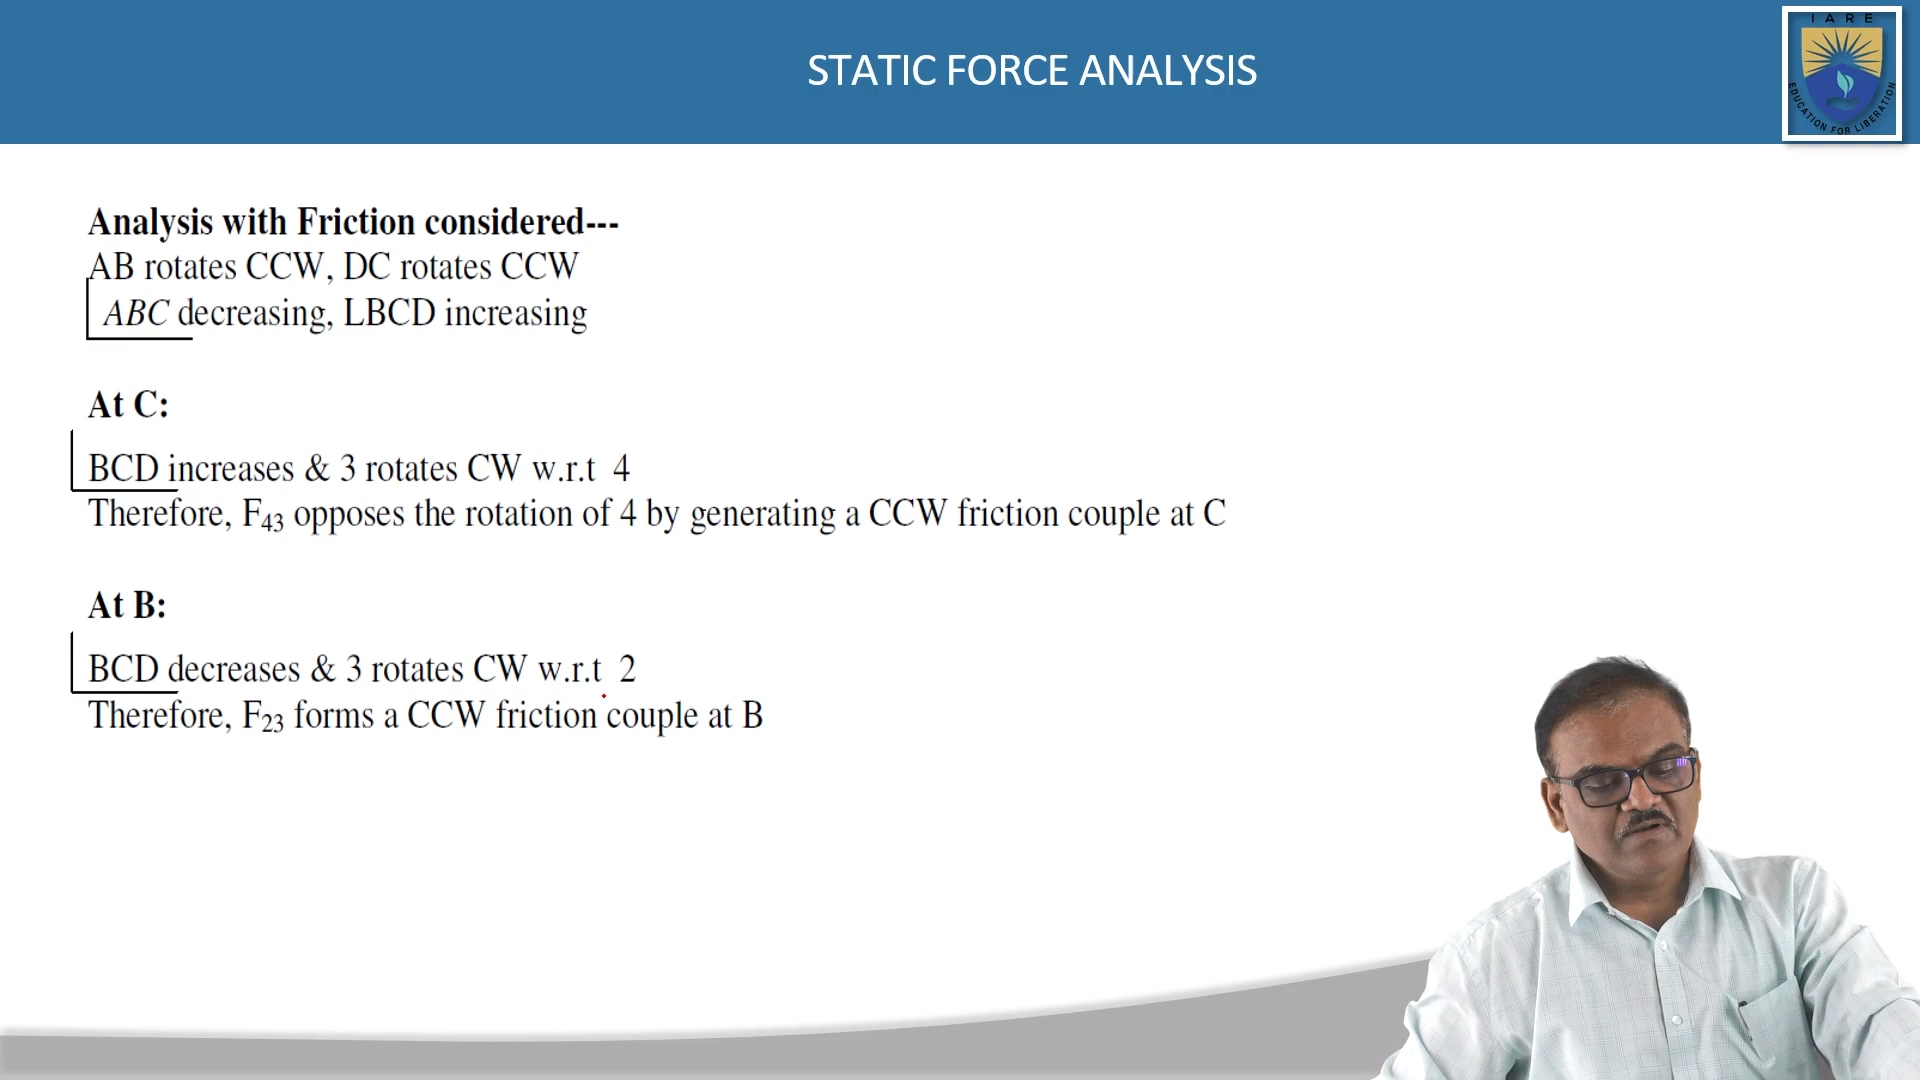 STATIC FORCE ANALYSIS
IARE
EDUCATION FOR LIBERATION
Analysis with Friction considered---
AB rotates CCW, DC rotates CCW
ABC decreasing, LBCD increasing
At C:
BCD increases & 3 rotates CW w.r.t 4
Therefore, F43 opposes the rotation of 4 by generating a CCW friction couple at C
At B:
BCD decreases & 3 rotates CW w.r.t 2
Therefore, F23 forms a CCW friction couple at B